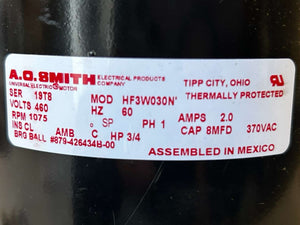 A.O.SMITH ELECTRICAL PRODUCTS COMPANY TIPP CITY, OHIO
UNIVERSAL ELECTRIC MOTOR
SER 19T8 THERMALLY PROTECTED
VOLTS 460 MOD HF3W030N
RPM 1075 HZ 60 AMPS 2.0
INS CL SP PH 1 CAP 8MFD 370VAC
BRG BALL AMB C HP 3/4
#879-426434B-00 ASSEMBLED IN MEXICO